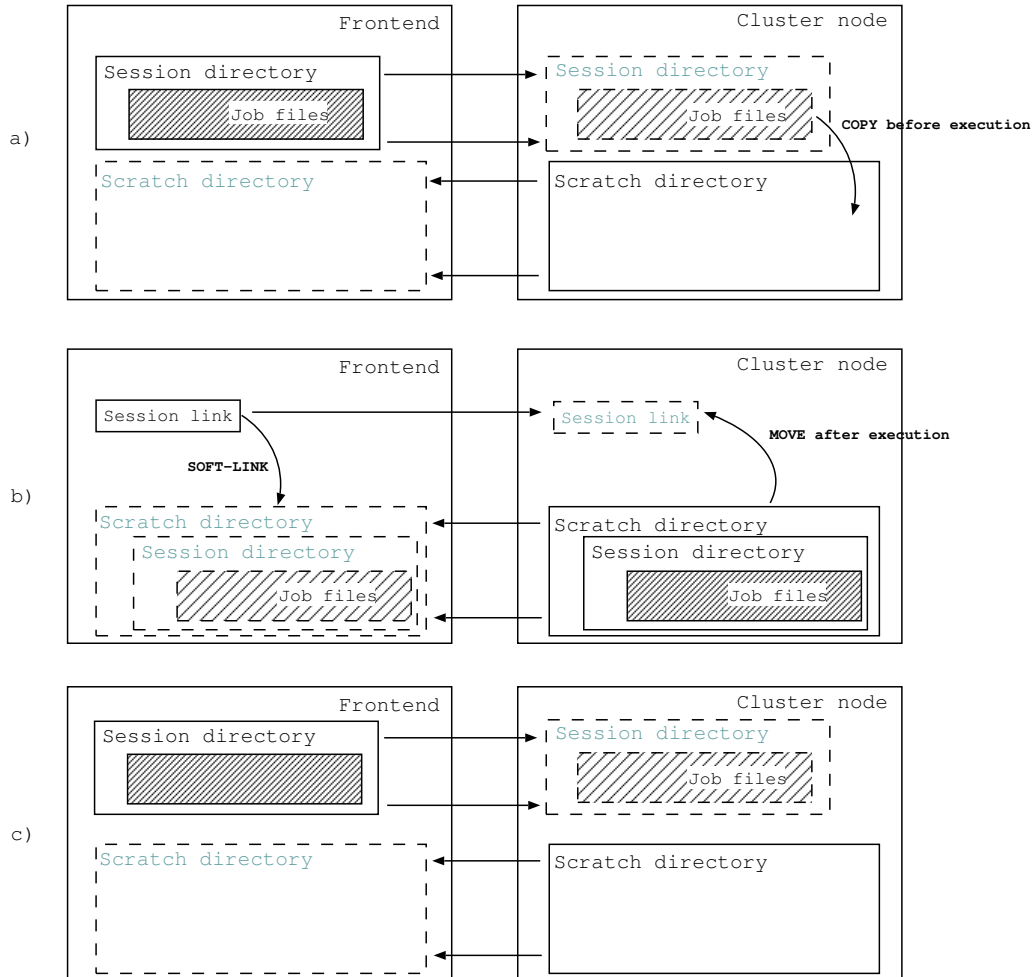 Frontend
Cluster node
Session directory
Session directory
Job files
Job files
COPY before execution
a)
Scratch directory
Scratch directory
Frontend
Cluster node
Session link
Session link
MOVE after execution
SOFT-LINK
b)
Scratch directory
Scratch directory
Session directory
Session directory
Job files
Job files
Frontend
Cluster node
Session directory
Session directory
Job files
c)
Scratch directory
Scratch directory